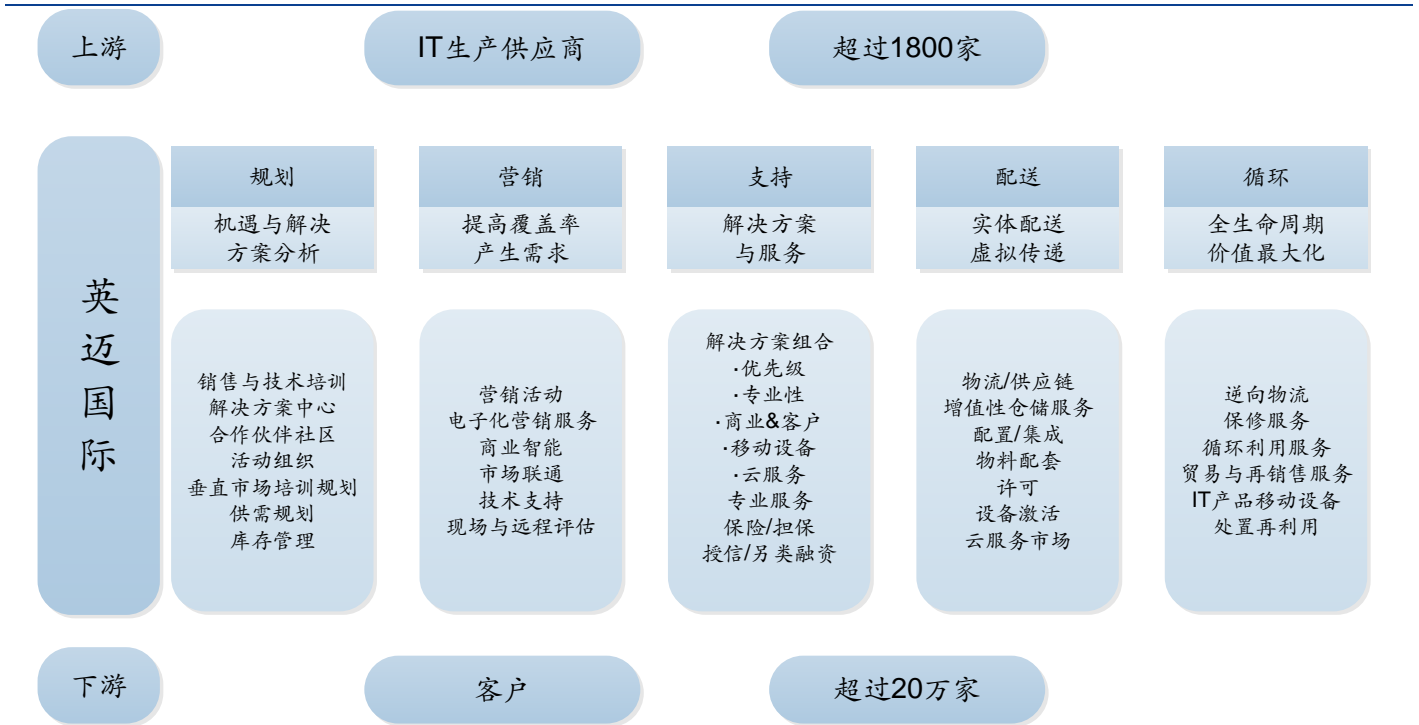 上游
IT生产供应商
超过1800家
英迈国际
规划
机遇与解决
方案分析
营销
提高覆盖率
产生需求
支持
解决方案
与服务
配送
实体配送
虚拟传递
循环
全生命周期
价值最大化
销售与技术培训
解决方案中心
合作伙伴社区
活动组织
垂直市场培训规划
供需规划
库存管理
营销活动
电子化营销服务
商业智能
市场联通
技术支持
现场与远程评估
解决方案组合
·优先级
·专业性
·商业&客户
·移动设备
·云服务
专业服务
保险/担保
授信/另类融资
物流/供应链
增值性仓储服务
配置/集成
物料配套
许可
设备激活
云服务市场
逆向物流
保修服务
循环利用服务
贸易与再销售服务
IT产品移动设备
处置再利用
下游
客户
超过20万家